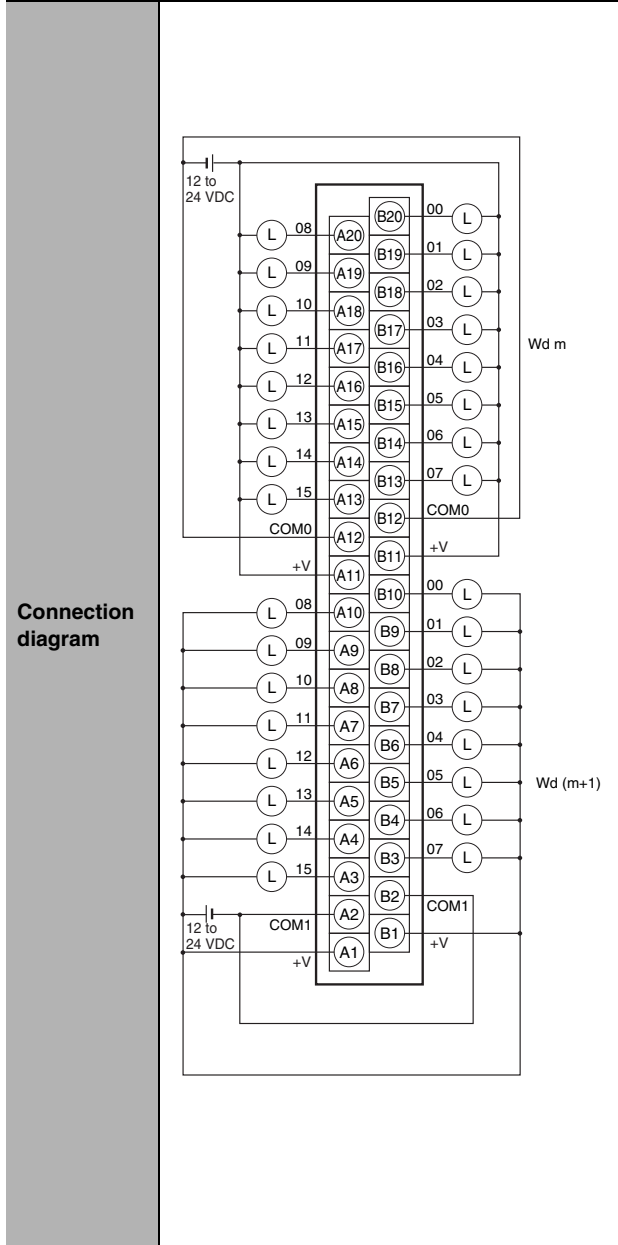 Connection
diagram
12 to
24 VDC
B20 00 L
L 08 A20
B19 01 L
L 09 A19
B18 02 L
L 10 A18
B17 03 L
Wd m
L 11 A17
B16 04 L
L 12 A16
B15 05 L
L 13 A15
B14 06 L
L 14 A14
B13 07 L
L 15 A13
B12 COM0
COM0 A12
B11 +V
+V A11
B10 00 L
L 08 A10
B9 01 L
L 09 A9
B8 02 L
L 10 A8
B7 03 L
L 11 A7
B6 04 L
L 12 A6
B5 05 L
Wd (m+1)
L 13 A5
B4 06 L
L 14 A4
B3 07 L
L 15 A3
B2 COM1
12 to
24 VDC
COM1 A2
B1 +V
+V A1